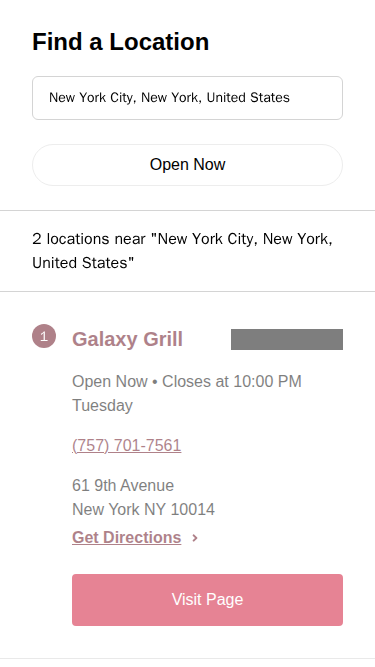 Find a Location
New York City, New York, United States
Open Now
2 locations near "New York City, New York,
United States"
1 Galaxy Grill
Open Now • Closes at 10:00 PM
Tuesday
(757) 701-7561
61 9th Avenue
New York NY 10014
Get Directions
Visit Page